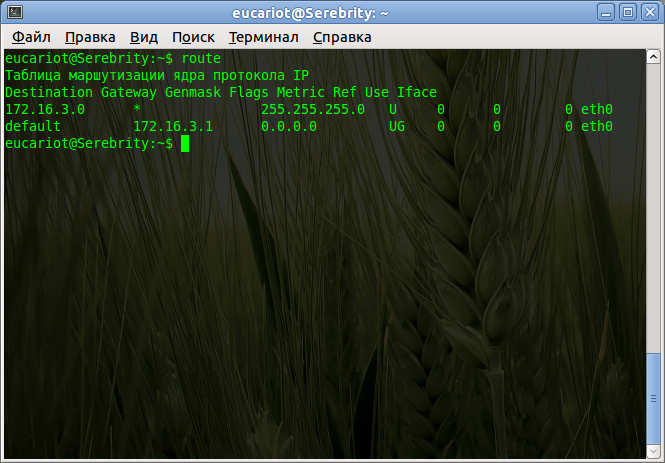 eucariot@Serebrity: ~
Файл Правка Вид Поиск Терминал Справка
eucariot@Serebrity:~$ route
Таблица маршутизации ядра протокола IP
Destination Gateway Genmask Flags Metric Ref Use Iface
172.16.3.0 * 255.255.255.0 U 0 0 0 eth0
default 172.16.3.1 0.0.0.0 UG 0 0 0 eth0
eucariot@Serebrity:~$